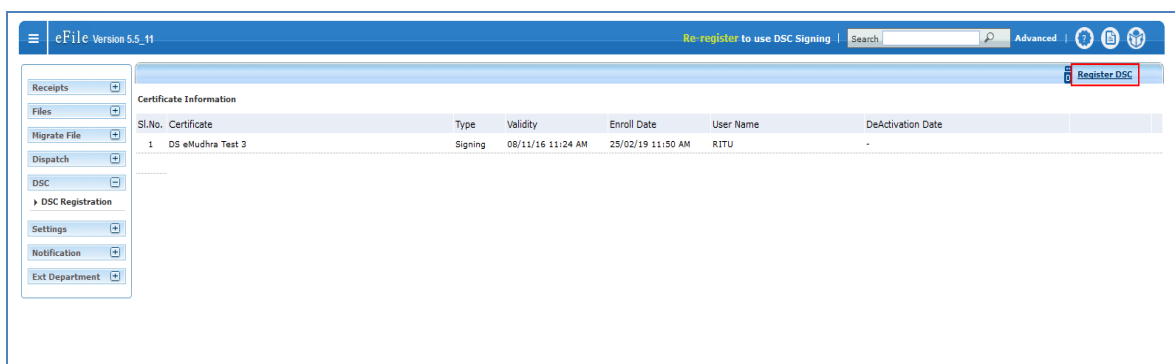 eFile Version 5.5_11
Re-register to use DSC Signing | Search Advanced |
Register DSC
Receipts
Files
Migrate File
Dispatch
DSC
DSC Registration
Settings
Notification
Ext Department
Certificate Information
Sl.No. Certificate Type Validity Enroll Date User Name DeActivation Date
1 DS eMudhra Test 3 Signing 08/11/16 11:24 AM 25/02/19 11:50 AM RITU -